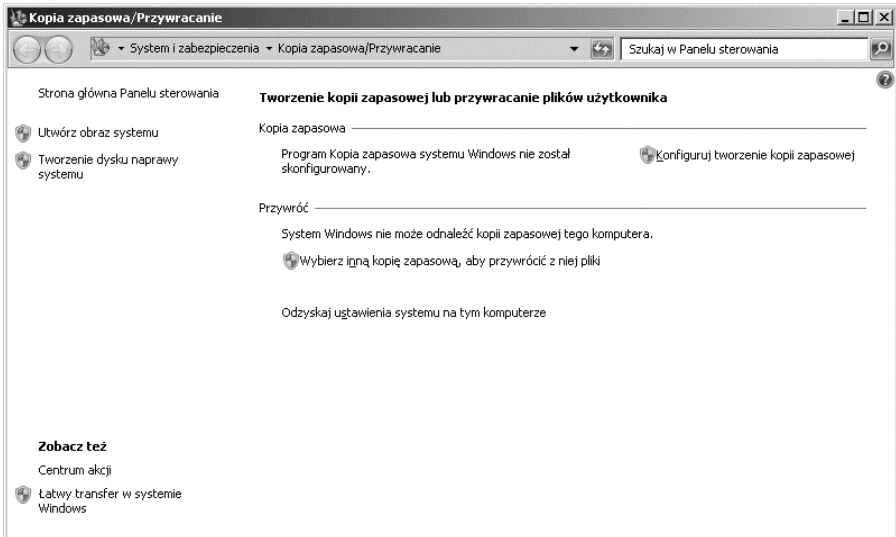 Kopia zapasowa/Przywracanie
System i zabezpieczenia Kopia zapasowa/Przywracanie Szukaj w Panelu sterowania
Strona główna Panelu sterowania
Utwórz obraz systemu
Tworzenie dysku naprawy
systemu
Tworzenie kopii zapasowej lub przywracanie plików użytkownika
Kopia zapasowa
Program Kopia zapasowa systemu Windows nie został
skonfigurowany.
Konfiguruj tworzenie kopii zapasowej
Przywróć
System Windows nie może odnaleźć kopii zapasowej tego komputera.
Wybierz inną kopię zapasową, aby przywrócić z niej pliki
Odzyskaj ustawienia systemu na tym komputerze
Zobacz też
Centrum akcji
Łatwy transfer w systemie
Windows